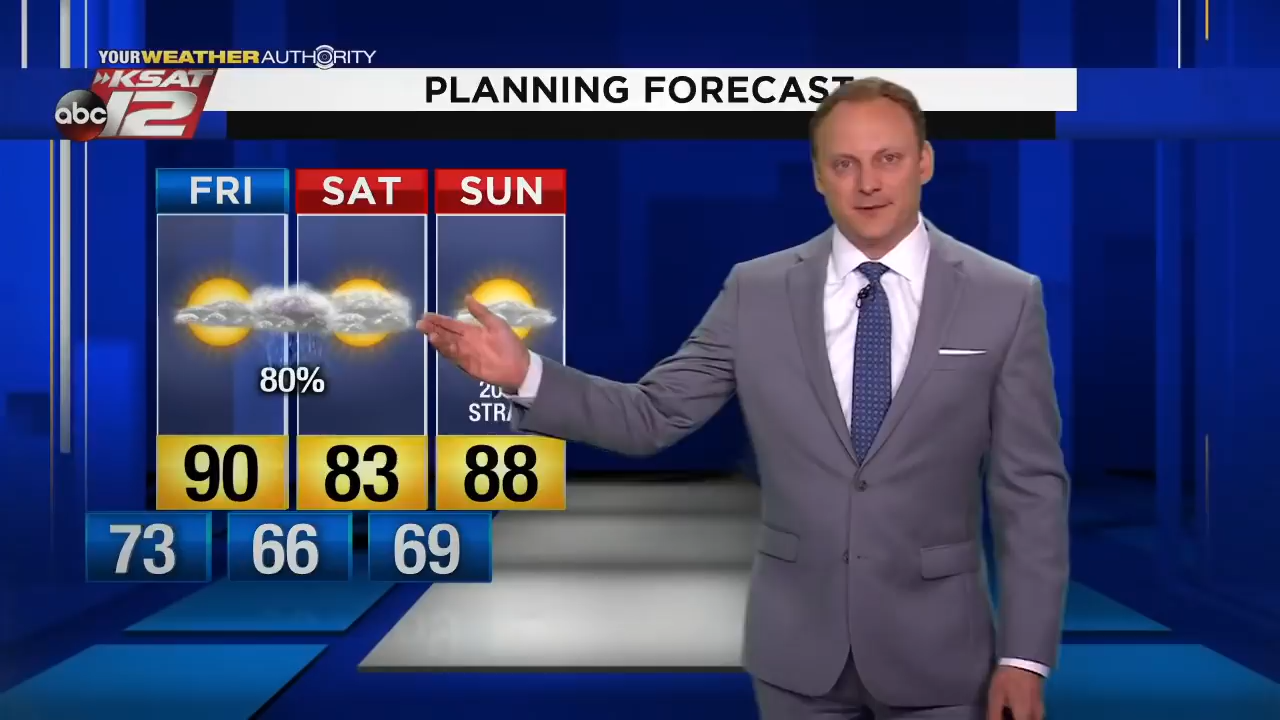 YOURWEATHERAUTHORITY
KSAT
abc 12
PLANNING FORECAST
FRI SAT SUN
80%
90 83 88
73 66 69